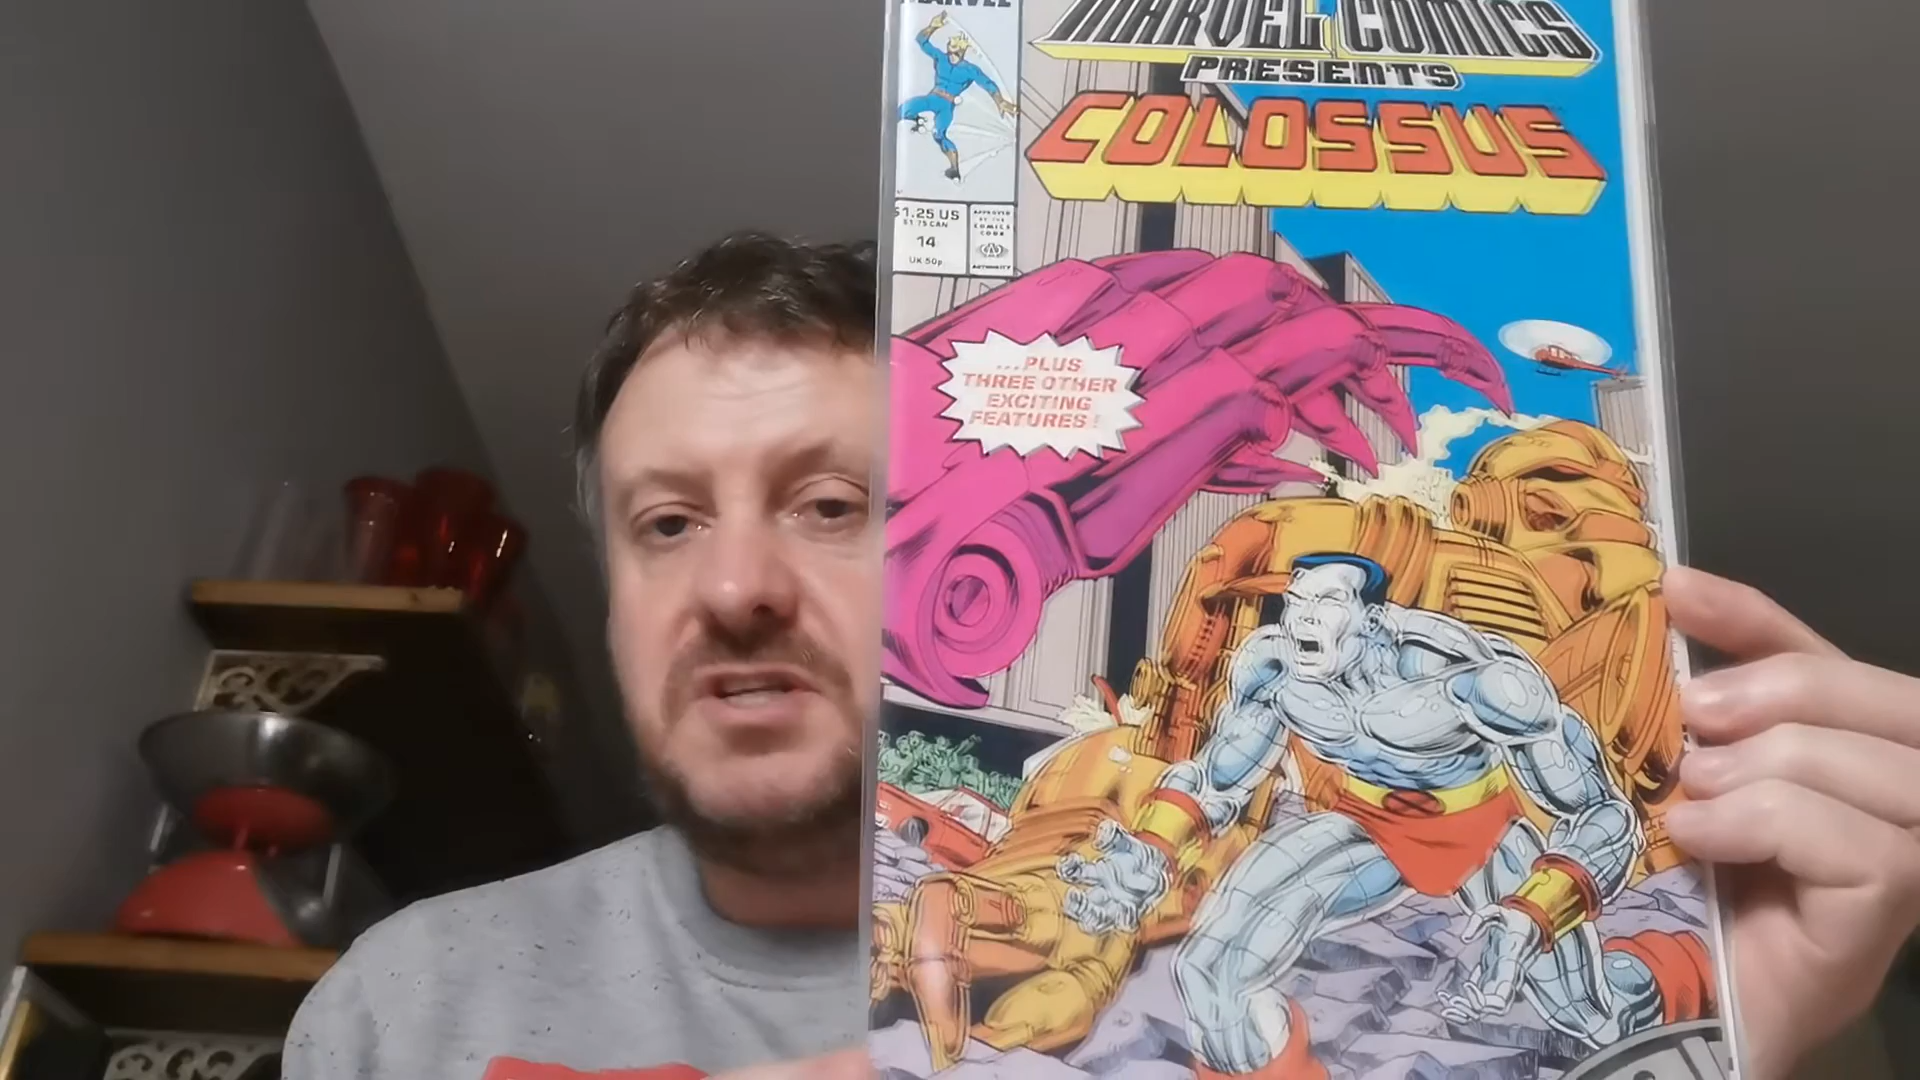 MARVEL
MARVEL COMICS
PRESENTS
COLOSSUS
$1.25 US
$1.75 CAN
14
UK 50p
APPROVED
BY THE
COMICS
CODE
AUTHORITY
...PLUS
THREE OTHER
EXCITING
FEATURES!